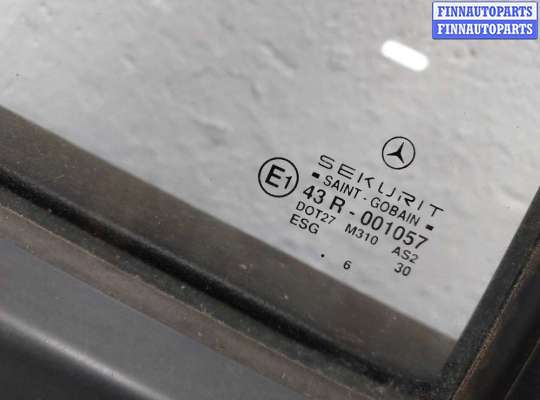 FINNAUTOPARTS
FINNAUTOPARTS
SEKURIT
SAINT-GOBAIN
E1 43 R - 001057
DOT27 M310 AS2
ESG 30
. 6